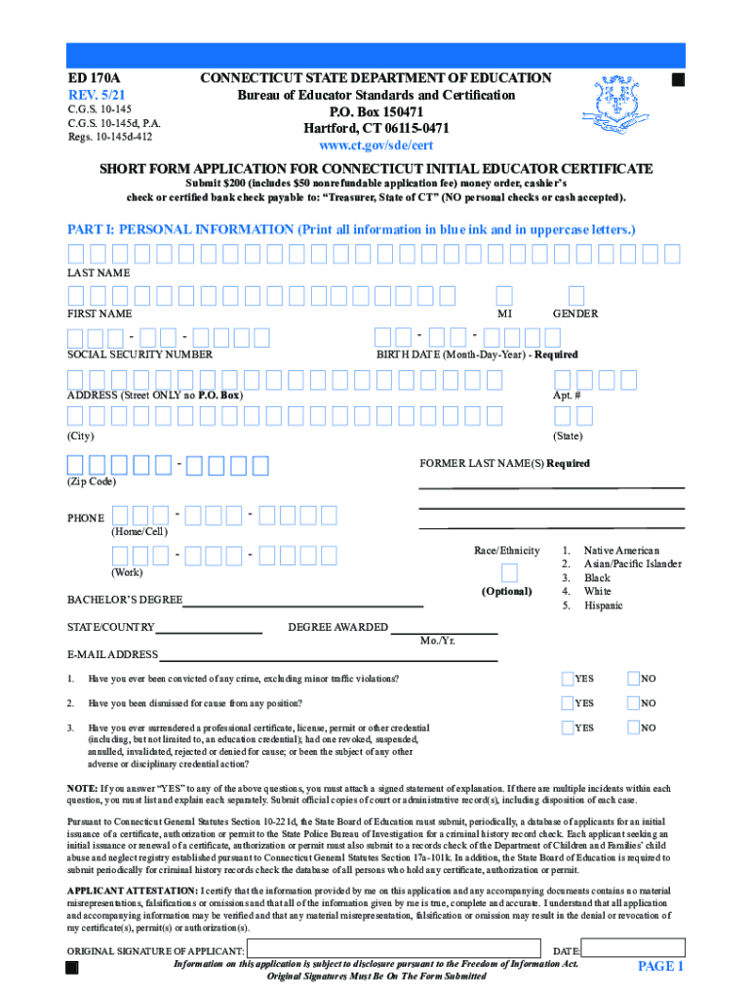 ED 170A
REV. 5/21
C.G.S. 10-145
C.G.S. 10-145d, P.A.
Regs. 10-145d-412
CONNECTICUT STATE DEPARTMENT OF EDUCATION
Bureau of Educator Standards and Certification
P.O. Box 150471
Hartford, CT 06115-0471
www.ct.gov/sde/cert
SHORT FORM APPLICATION FOR CONNECTICUT INITIAL EDUCATOR CERTIFICATE
Submit $200 (includes $50 nonrefundable application fee) money order, cashier's
check or certified bank check payable to: "Treasurer, State of CT" (NO personal checks or cash accepted).
PART I: PERSONAL INFORMATION (Print all information in blue ink and in uppercase letters.)
LAST NAME
FIRST NAME MI GENDER
- - - -
SOCIAL SECURITY NUMBER BIRTH DATE (Month-Day-Year) - Required
ADDRESS (Street ONLY no P.O. Box) Apt. #
(City) (State)
-
FORMER LAST NAME(S) Required
(Zip Code)
PHONE - -
(Home/Cell)
- -
(Work)
Race/Ethnicity
(Optional)
1. Native American
2. Asian/Pacific Islander
3. Black
4. White
5. Hispanic
BACHELOR'S DEGREE
STATE/COUNTRY DEGREE AWARDED
Mo./Yr.
E-MAIL ADDRESS
1. Have you ever been convicted of any crime, excluding minor traffic violations? YES NO
2. Have you been dismissed for cause from any position? YES NO
3. Have you ever surrendered a professional certificate, license, permit or other credential YES NO
(including, but not limited to, an education credential); had one revoked, suspended,
annulled, invalidated, rejected or denied for cause; or been the subject of any other
adverse or disciplinary credential action?
NOTE: If you answer "YES" to any of the above questions, you must attach a signed statement of explanation. If there are multiple incidents within each
question, you must list and explain each separately. Submit official copies of court or administrative record(s), including disposition of each case.
Pursuant to Connecticut General Statutes Section 10-221d, the State Board of Education must submit, periodically, a database of applicants for an initial
issuance of a certificate, authorization or permit to the State Police Bureau of Investigation for a criminal history record check. Each applicant seeking an
initial issuance or renewal of a certificate, authorization or permit must also submit to a records check of the Department of Children and Families' child
abuse and neglect registry established pursuant to Connecticut General Statutes Section 17a-101k. In addition, the State Board of Education is required to
submit periodically for criminal history records check the database of all persons who hold any certificate, authorization or permit.
APPLICANT ATTESTATION: I certify that the information provided by me on this application and any accompanying documents contains no material
misrepresentations, falsifications or omissions and that all of the information given by me is true, complete and accurate. I understand that all application
and accompanying information may be verified and that any material misrepresentation, falsification or omission may result in the denial or revocation of
my certificate(s), permit(s) or authorization(s).
ORIGINAL SIGNATURE OF APPLICANT: DATE:
Information on this application is subject to disclosure pursuant to the Freedom of Information Act.
Original Signatures Must Be On The Form Submitted
PAGE 1